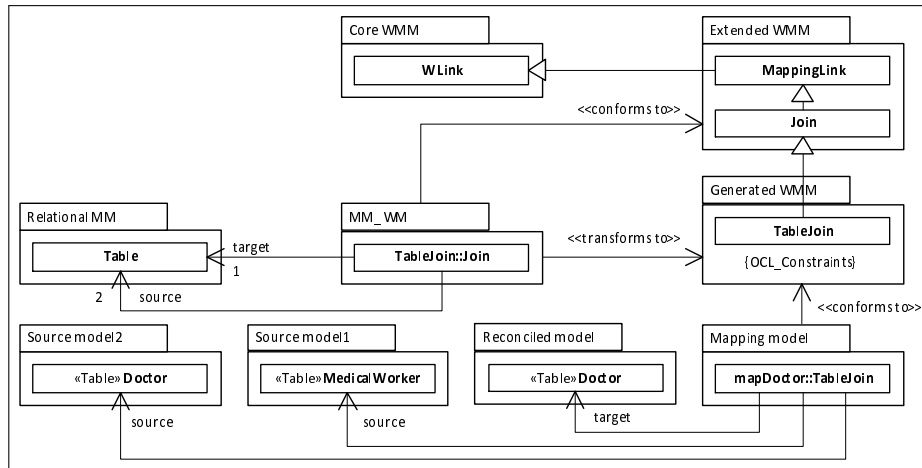 Core WMM
WLink
Extended WMM
MappingLink
Join
<<conforms to>>
Relational MM
Table
target
1
2
source
MM_WM
TableJoin::Join
<<transforms to>>
Generated WMM
TableJoin
{OCL_Constraints}
<<conforms to>>
Source model2
«Table» Doctor
source
Source model1
«Table» MedicalWorker
source
Reconciled model
«Table» Doctor
target
Mapping model
mapDoctor::TableJoin